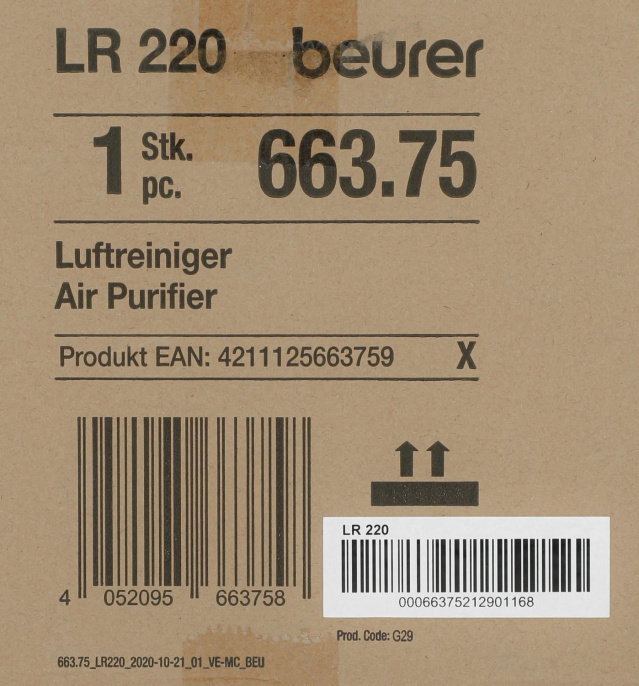 LR 220 beurer
1 Stk. pc. 663.75
Luftreiniger
Air Purifier
Produkt EAN: 4211125663759 X
LR 220
00066375212901168
4 052095 663758
Prod. Code: G29
663.75_LR220_2020-10-21_01_VE-MC_BEU